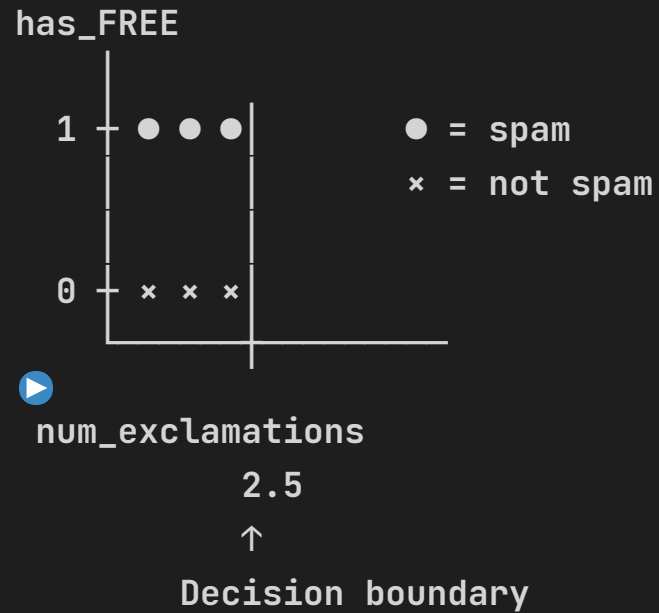 has_FREE
1 ● ● ● ● = spam
× = not spam
0 × × ×
▶
num_exclamations
2.5
↑
Decision boundary